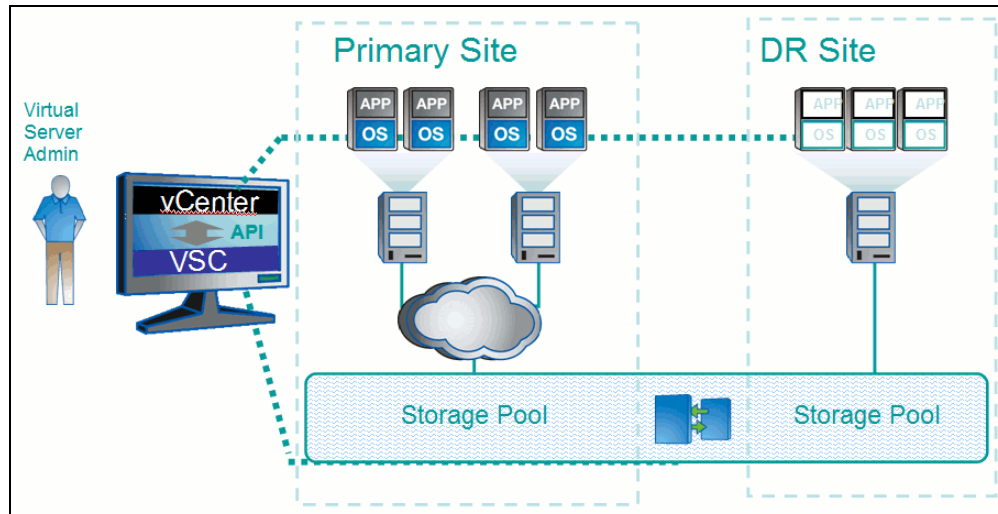 Primary Site
DR Site
Virtual
Server
Admin
APP APP APP APP
OS OS OS OS
APP APP APP
OS OS OS
vCenter
API
VSC
Storage Pool
Storage Pool